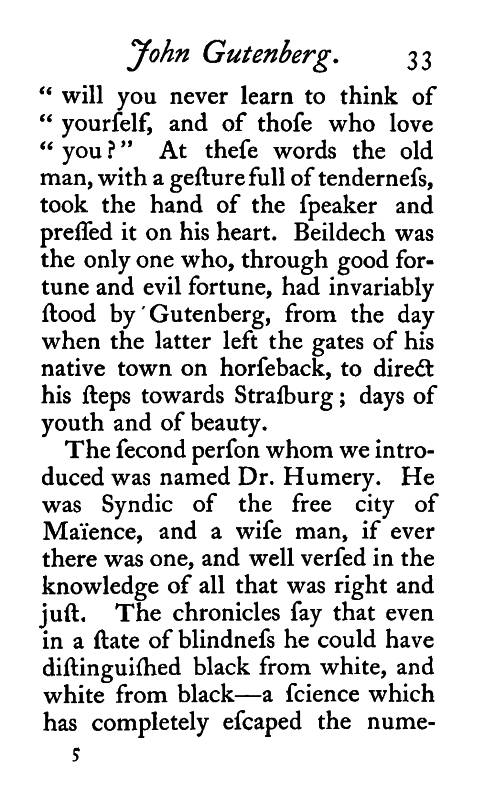 John Gutenberg. 33
“ will you never learn to think of
“ yourſelf, and of thoſe who love
“ you?” At theſe words the old
man, with a geſture full of tenderneſs,
took the hand of the ſpeaker and
preſſed it on his heart. Beildech was
the only one who, through good for-
tune and evil fortune, had invariably
ſtood by Gutenberg, from the day
when the latter left the gates of his
native town on horſeback, to direct
his ſteps towards Straſburg; days of
youth and of beauty.
The ſecond perſon whom we intro-
duced was named Dr. Humery. He
was Syndic of the free city of
Maïence, and a wiſe man, if ever
there was one, and well verſed in the
knowledge of all that was right and
juſt. The chronicles ſay that even
in a ſtate of blindneſs he could have
diſtinguiſhed black from white, and
white from black—a ſcience which
has completely eſcaped the nume-
5